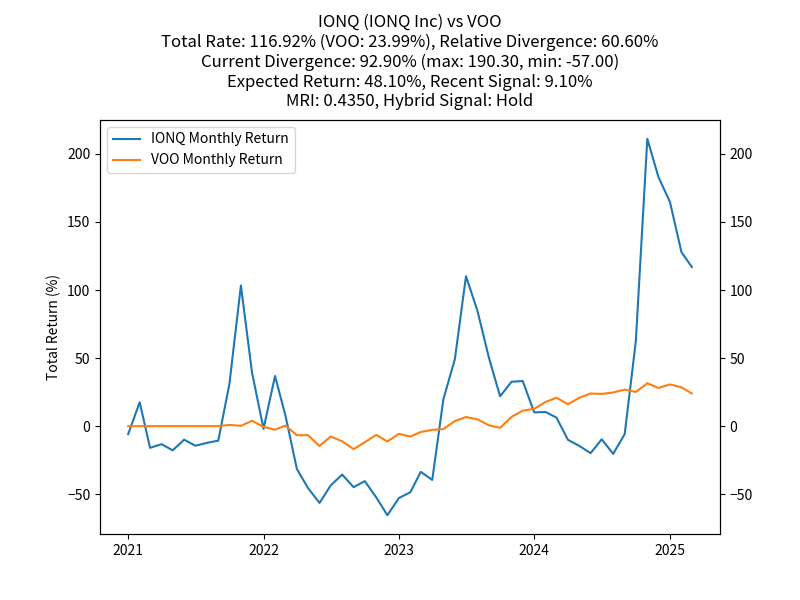 IONQ (IONQ Inc) vs VOO
Total Rate: 116.92% (VOO: 23.99%), Relative Divergence: 60.60%
Current Divergence: 92.90% (max: 190.30, min: -57.00)
Expected Return: 48.10%, Recent Signal: 9.10%
MRI: 0.4350, Hybrid Signal: Hold
IONQ Monthly Return
VOO Monthly Return
Total Return (%)
200
150
100
50
0
−50
200
150
100
50
0
−50
2021
2022
2023
2024
2025